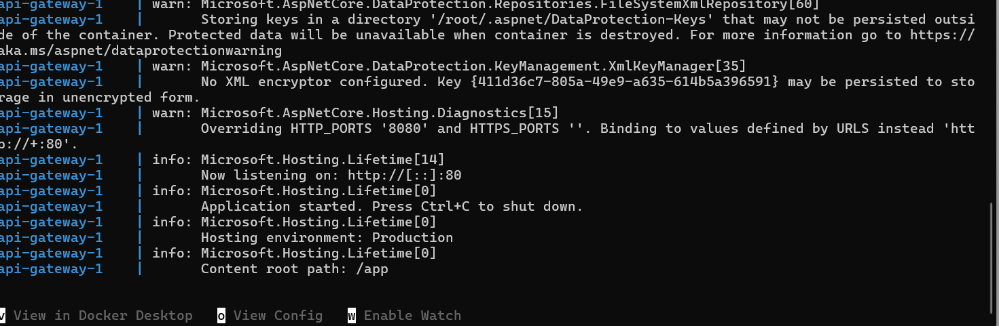 api-gateway-1    | warn: Microsoft.AspNetCore.DataProtection.Repositories.FileSystemXmlRepository[60]
api-gateway-1    |       Storing keys in a directory '/root/.aspnet/DataProtection-Keys' that may not be persisted outsi
de of the container. Protected data will be unavailable when container is destroyed. For more information go to https://
aka.ms/aspnet/dataprotectionwarning
api-gateway-1    | warn: Microsoft.AspNetCore.DataProtection.KeyManagement.XmlKeyManager[35]
api-gateway-1    |       No XML encryptor configured. Key {411d36c7-805a-49e9-a635-614b5a396591} may be persisted to sto
rage in unencrypted form.
api-gateway-1    | warn: Microsoft.AspNetCore.Hosting.Diagnostics[15]
api-gateway-1    |       Overriding HTTP_PORTS '8080' and HTTPS_PORTS ''. Binding to values defined by URLS instead 'htt
p://+:80'.
api-gateway-1    | info: Microsoft.Hosting.Lifetime[14]
api-gateway-1    |       Now listening on: http://[::]:80
api-gateway-1    | info: Microsoft.Hosting.Lifetime[0]
api-gateway-1    |       Application started. Press Ctrl+C to shut down.
api-gateway-1    | info: Microsoft.Hosting.Lifetime[0]
api-gateway-1    |       Hosting environment: Production
api-gateway-1    | info: Microsoft.Hosting.Lifetime[0]
api-gateway-1    |       Content root path: /app
v View in Docker Desktop   o View Config   w Enable Watch